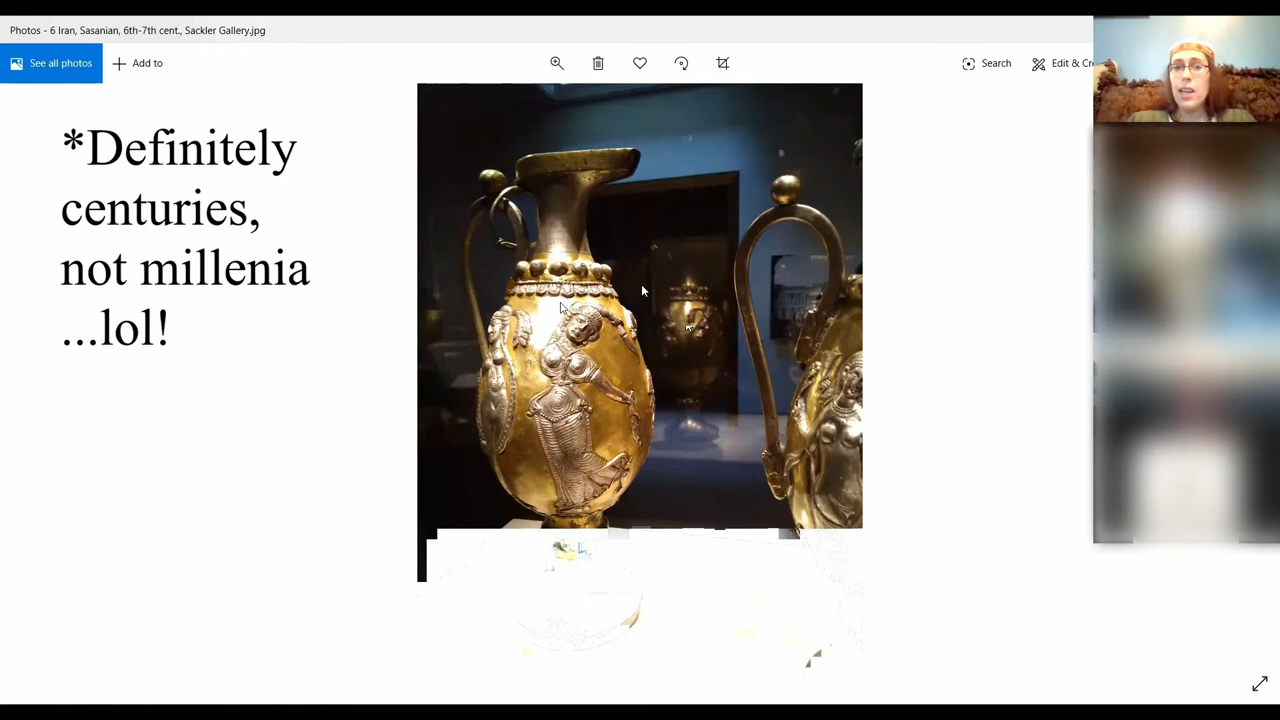 Photos - 6 Iran, Sasanian, 6th-7th cent., Sackler Gallery.jpg
See all photos
Add to
Search
Edit & Cr
*Definitely
centuries,
not millenia
...lol!